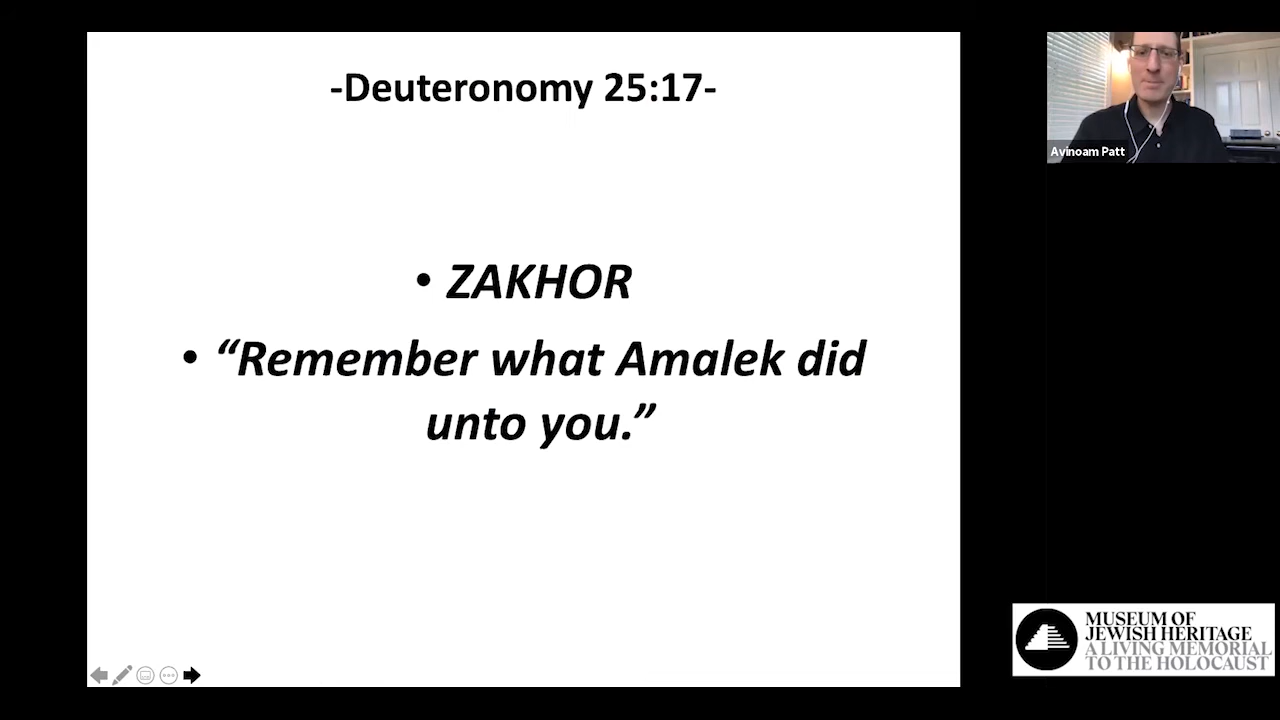 -Deuteronomy 25:17-
• ZAKHOR
• “Remember what Amalek did
unto you.”
Avinoam Patt
MUSEUM OF
JEWISH HERITAGE
A LIVING MEMORIAL
TO THE HOLOCAUST